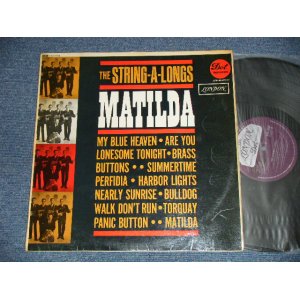 THE STRING-A-LONGS
Dot
LONDON
MATILDA
MY BLUE HEAVEN • ARE YOU
LONESOME TONIGHT • BRASS
BUTTONS • • SUMMERTIME
PERFIDIA • HARBOR LIGHTS
NEARLY SUNRISE • BULLDOG
WALK DON'T RUN • TORQUAY
PANIC BUTTON • • MATILDA
LONDON